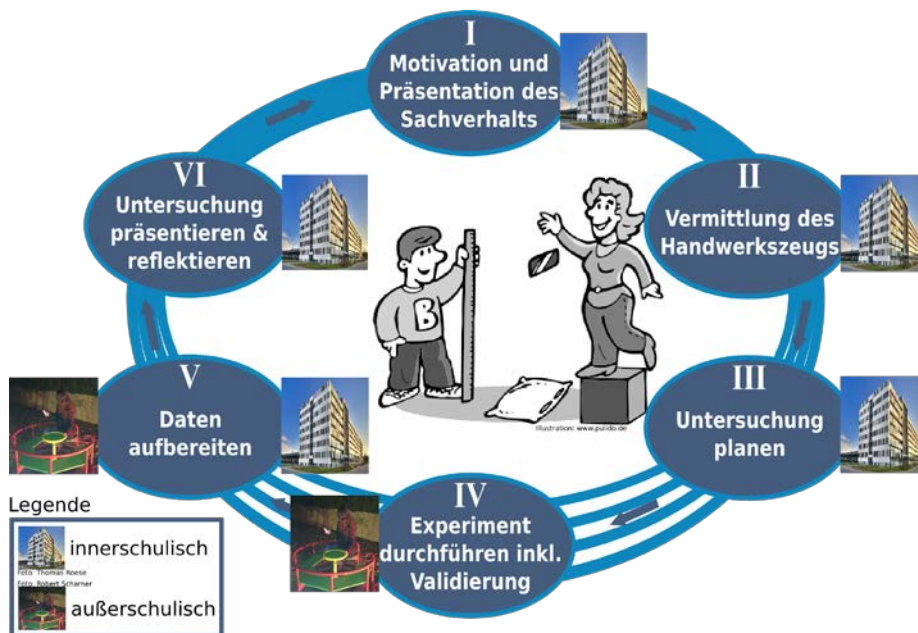 I
Motivation und
Präsentation des
Sachverhalts
II
Vermittlung des
Handwerkszeugs
III
Untersuchung
planen
IV
Experiment
durchführen inkl.
Validierung
V
Daten
aufbereiten
VI
Untersuchung
präsentieren &
reflektieren
B
Illustration: www.pulido.de
Legende
innerschulisch
Foto: Thomas Roese
Foto: Robert Scharner
außerschulisch